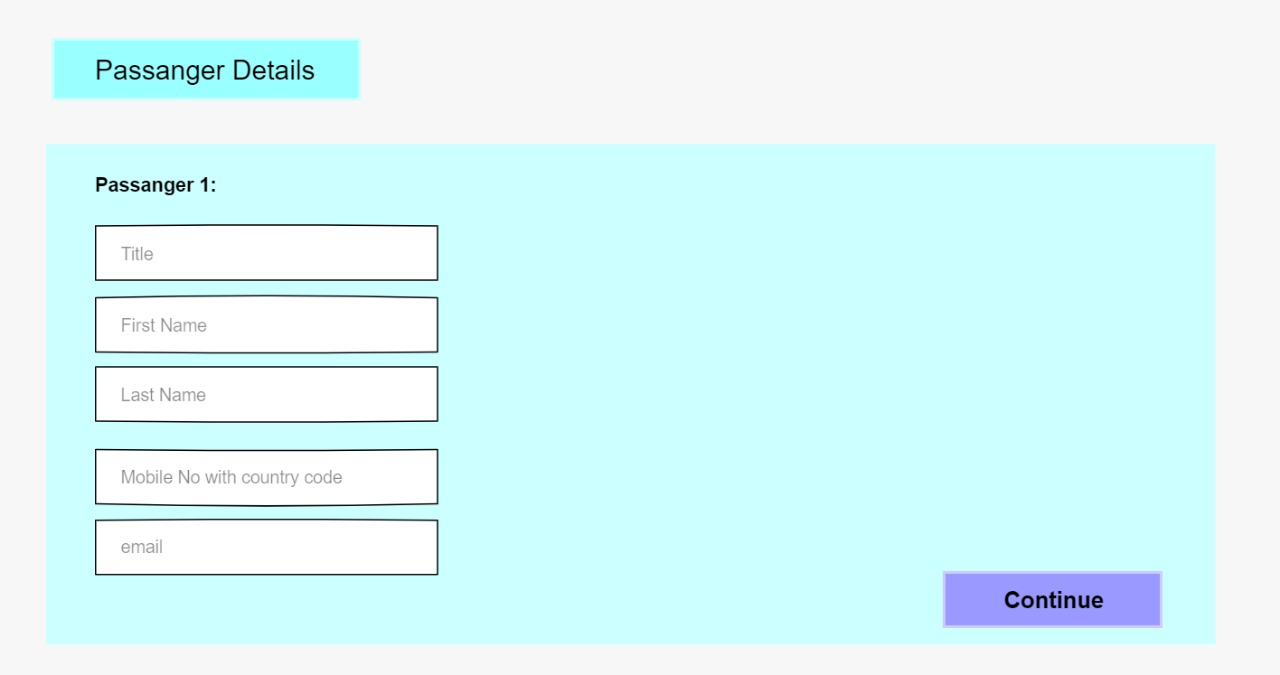 Passanger Details
Passanger 1:
Title
First Name
Last Name
Mobile No with country code
email
Continue